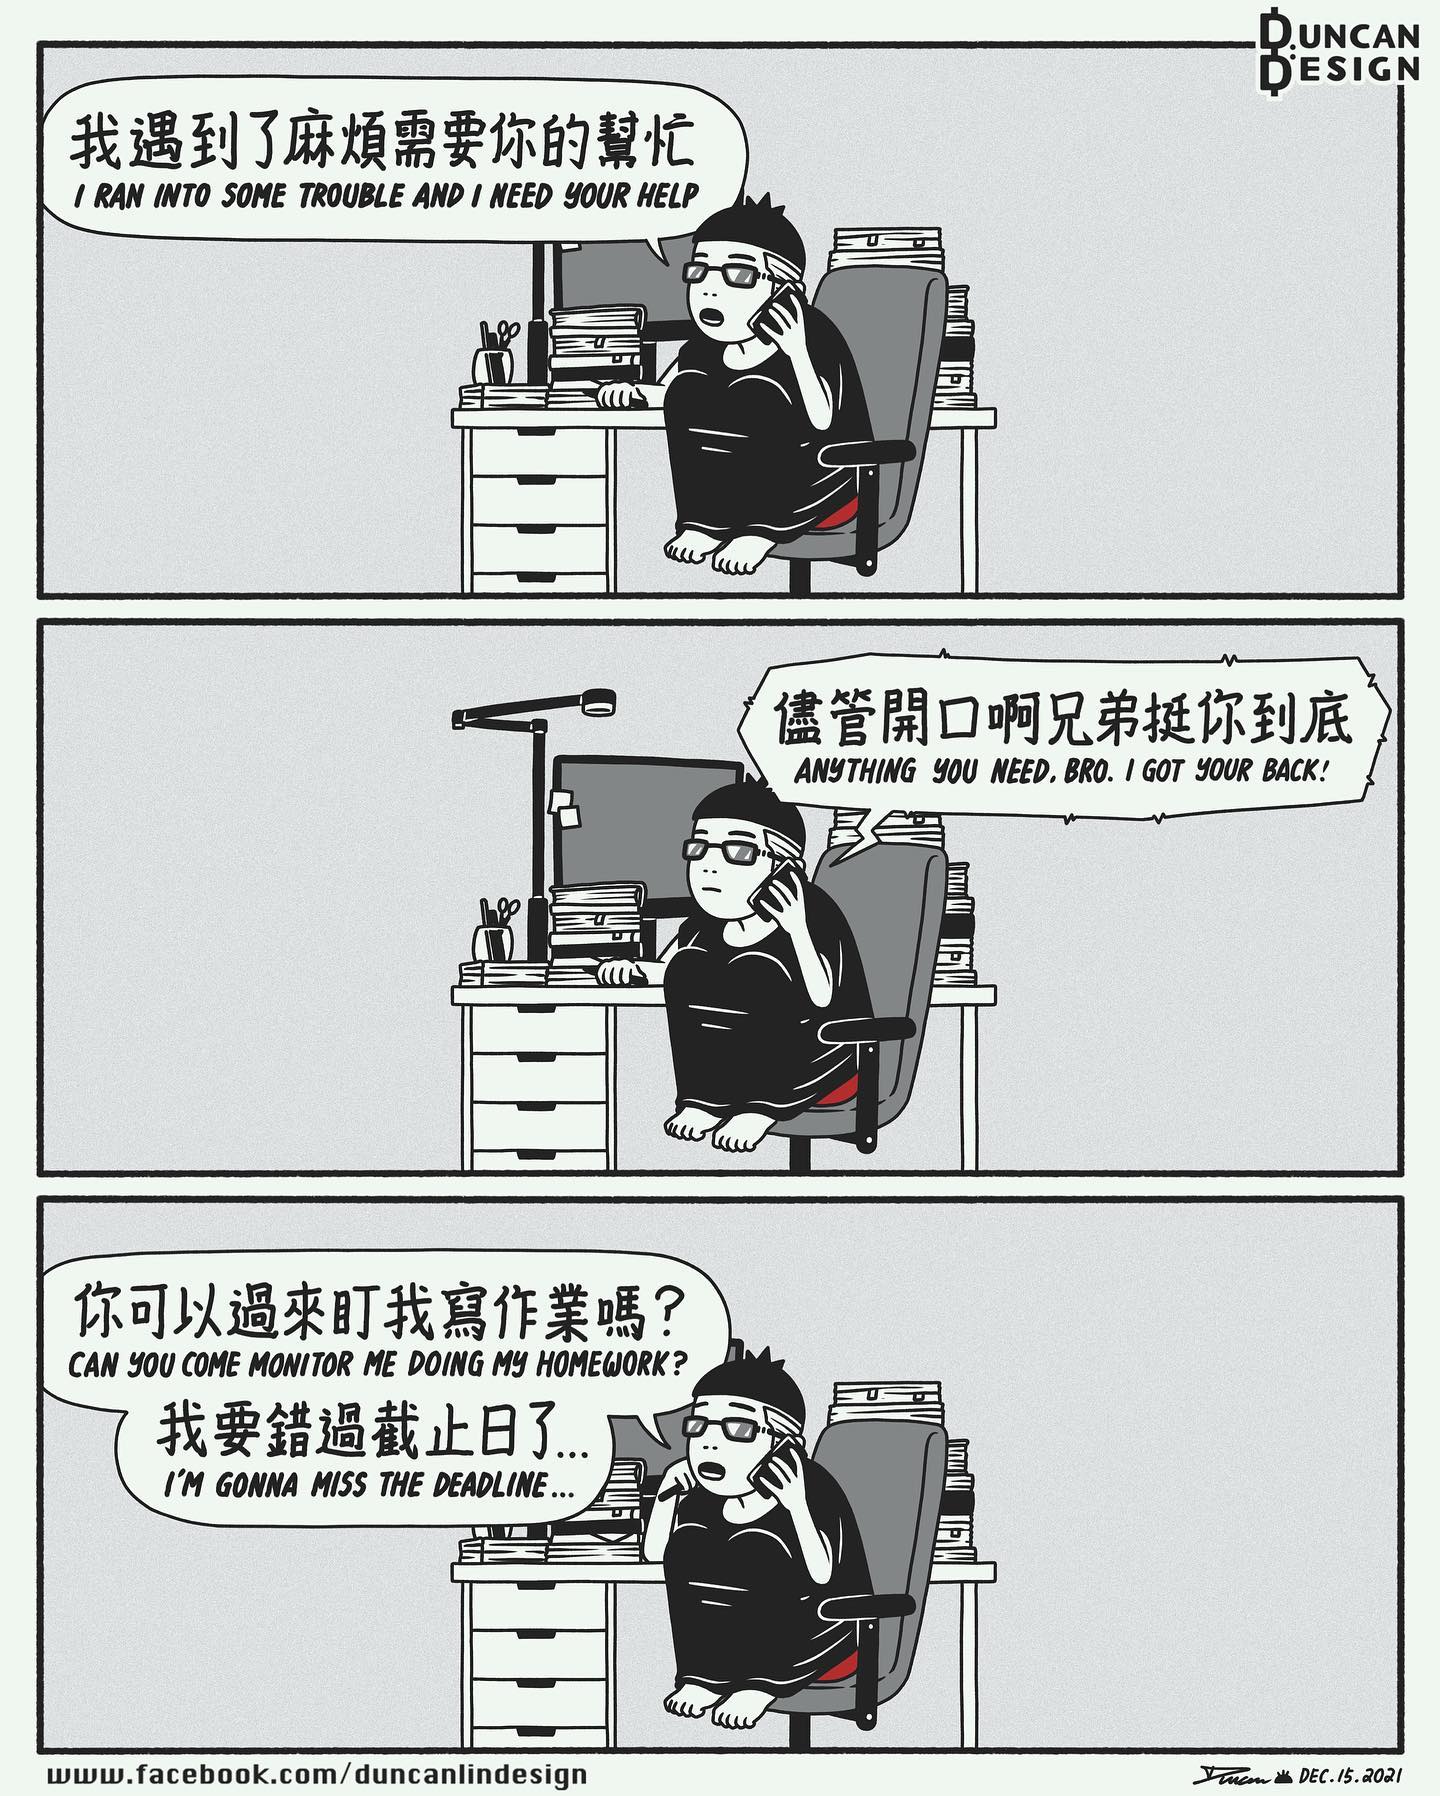 DUNCAN
DESIGN
我遇到了麻煩需要你的幫忙
I RAN INTO SOME TROUBLE AND I NEED YOUR HELP
儘管開口啊兄弟挺你到底
ANYTHING YOU NEED, BRO. I GOT YOUR BACK!
你可以過來盯我寫作業嗎？
CAN YOU COME MONITOR ME DOING MY HOMEWORK?
我要錯過截止日了...
I'M GONNA MISS THE DEADLINE...
www.facebook.com/duncanlindesign
Duncan DEC.15.2021